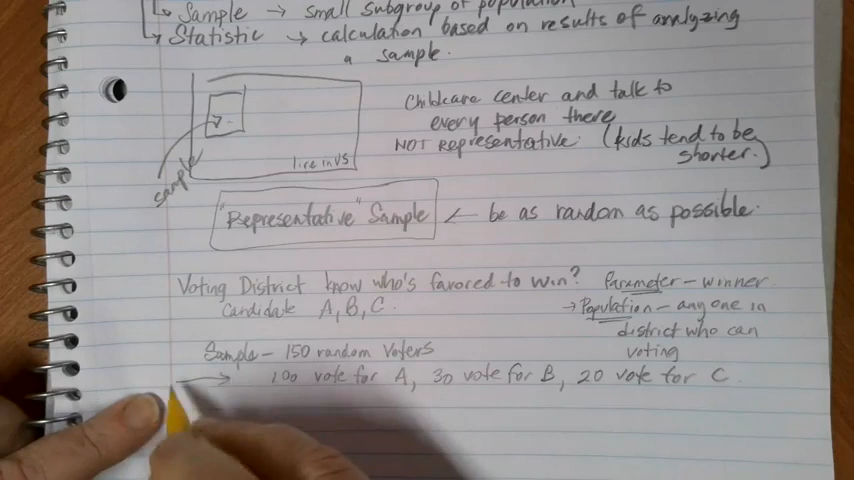 Sample → small subgroup of population
Statistic → calculation based on results of analyzing
a sample.
Childcare center and talk to
every person there
NOT Representative. (kids tend to be
shorter.)
live in US
sample
"Representative" Sample ← be as random as possible.
Voting District know who's favored to win? Parameter - winner
Candidate A, B, C. → Population - anyone in
district who can
voting
Sample - 150 random voters
→ 100 vote for A, 30 vote for B, 20 vote for C.